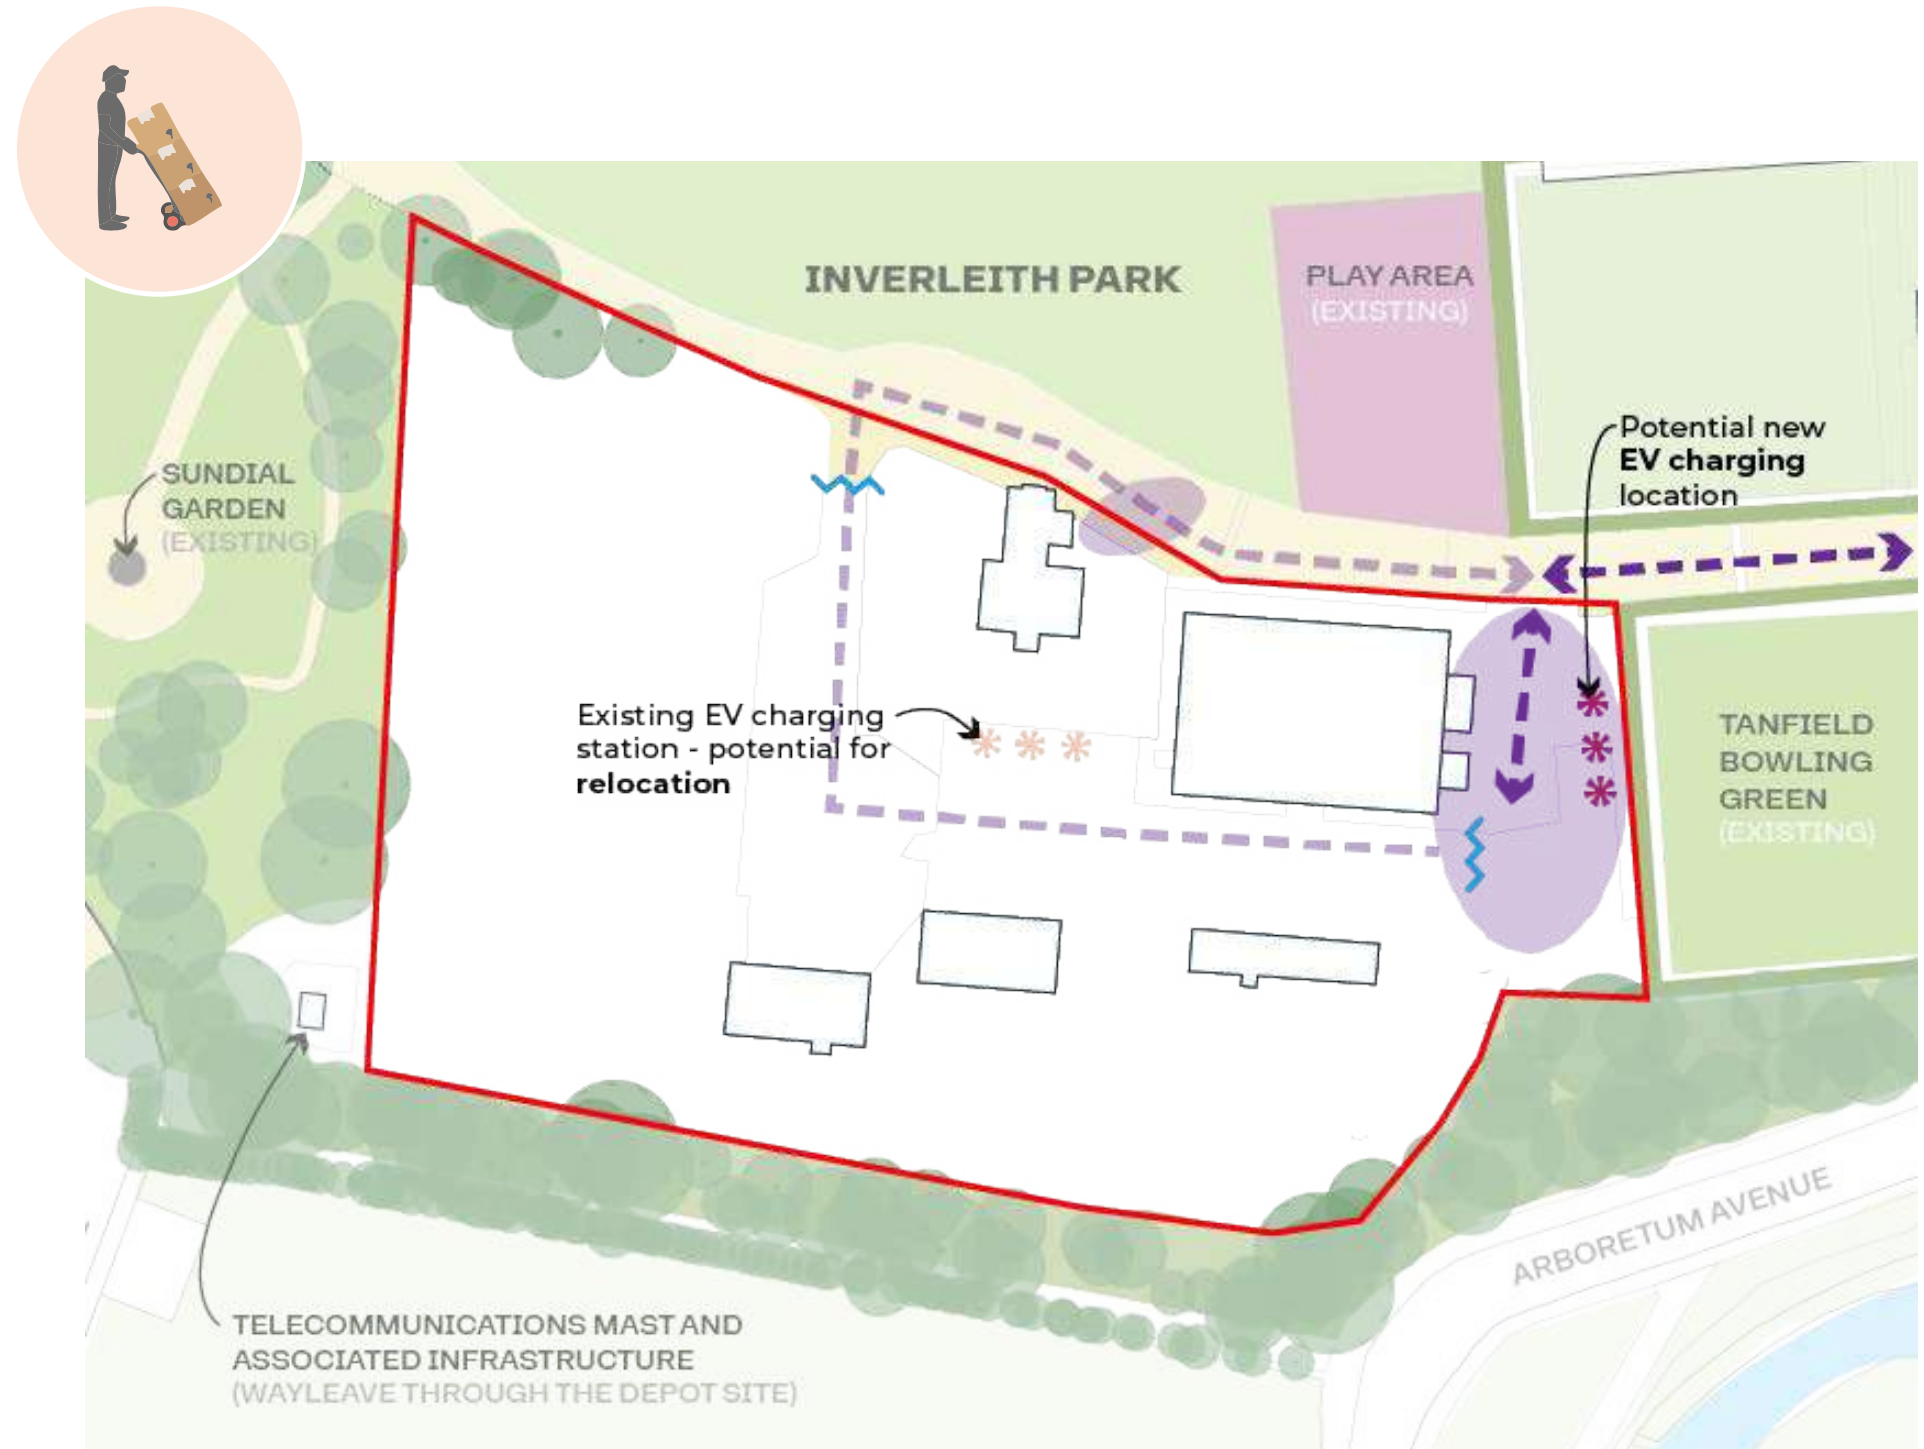 INVERLEITH PARK
PLAY AREA
(EXISTING)
Potential new
EV charging
location
SUNDIAL
GARDEN
(EXISTING)
Existing EV charging
station - potential for
relocation
TANFIELD
BOWLING
GREEN
(EXISTING)
ARBORETUM AVENUE
TELECOMMUNICATIONS MAST AND
ASSOCIATED INFRASTRUCTURE
(WAYLEAVE THROUGH THE DEPOT SITE)